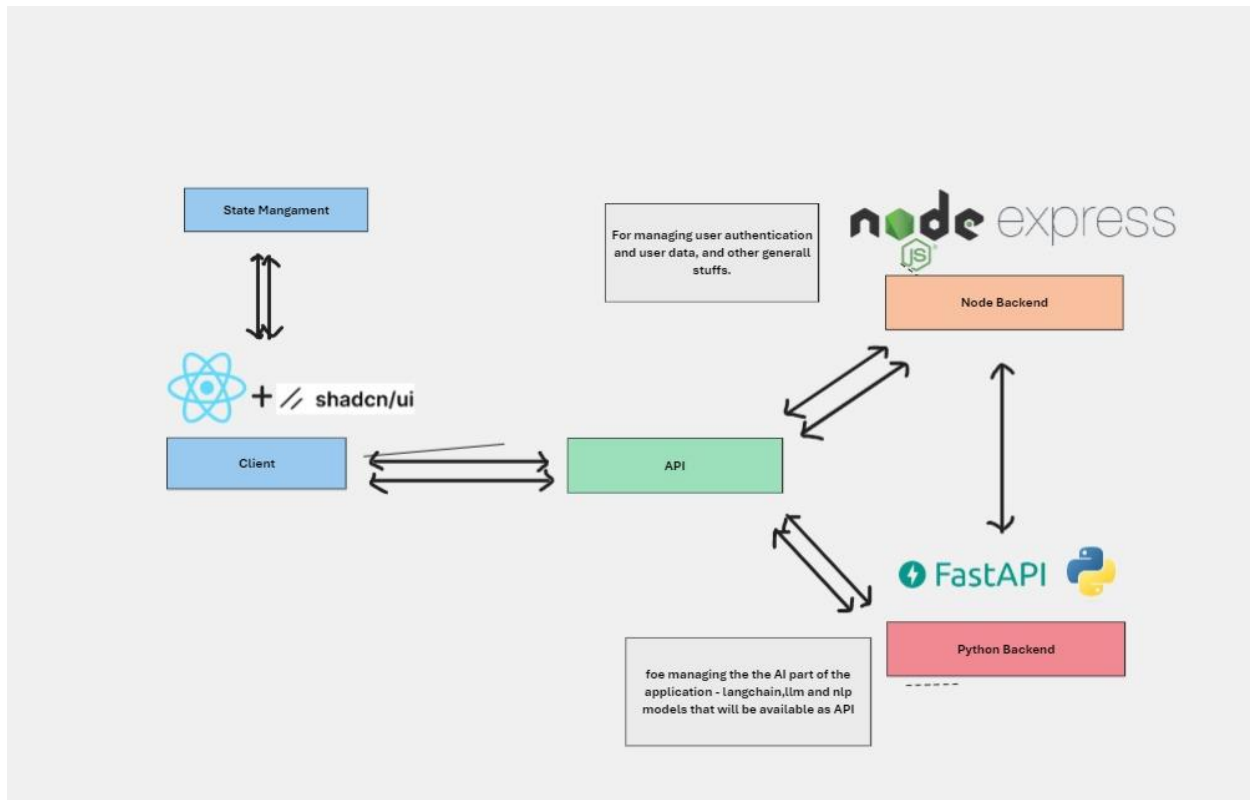 State Mangament
For managing user authentication
and user data, and other generall
stuffs.
node express
JS
Node Backend
+ shadcn/ui
Client
API
FastAPI
Python Backend
foe managing the the AI part of the
application - langchain,llm and nlp
models that will be available as API